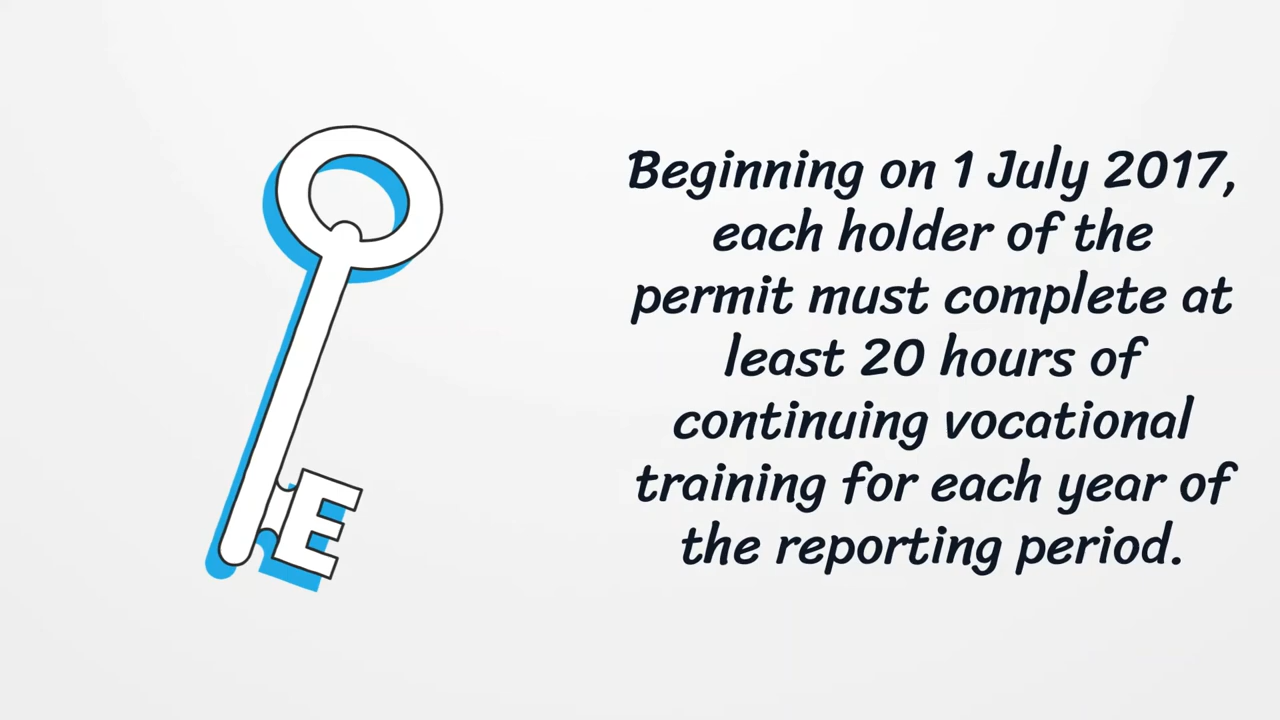 Beginning on 1 July 2017,
each holder of the
permit must complete at
least 20 hours of
continuing vocational
training for each year of
the reporting period.
E